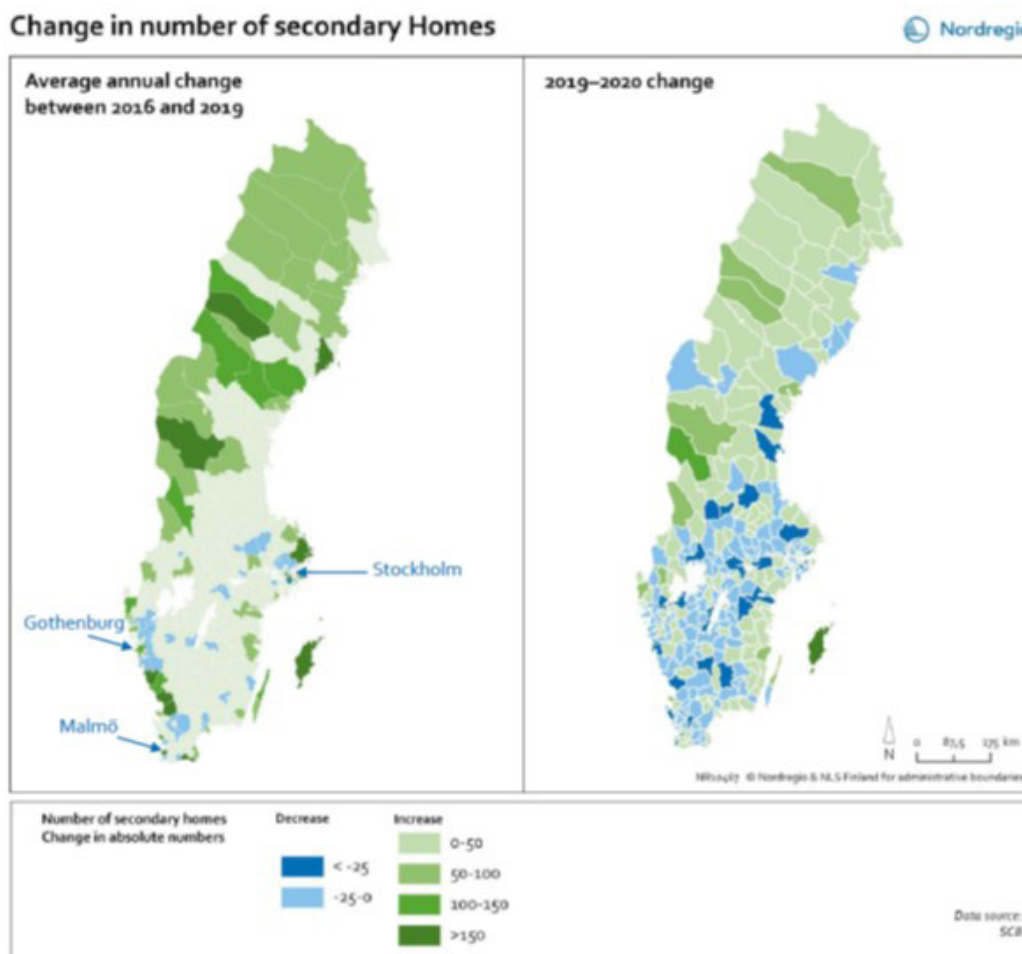 Change in number of secondary Homes
Nordregio
Average annual change
between 2016 and 2019
2019–2020 change
Stockholm
Gothenburg
Malmö
N
0 87,5 175 km
© Nordregio & NLS Finland for administrative boundaries
Number of secondary homes
Change in absolute numbers
Decrease
Increase
< -25
-25-0
0-50
50-100
100-150
>150
Data source:
SCB